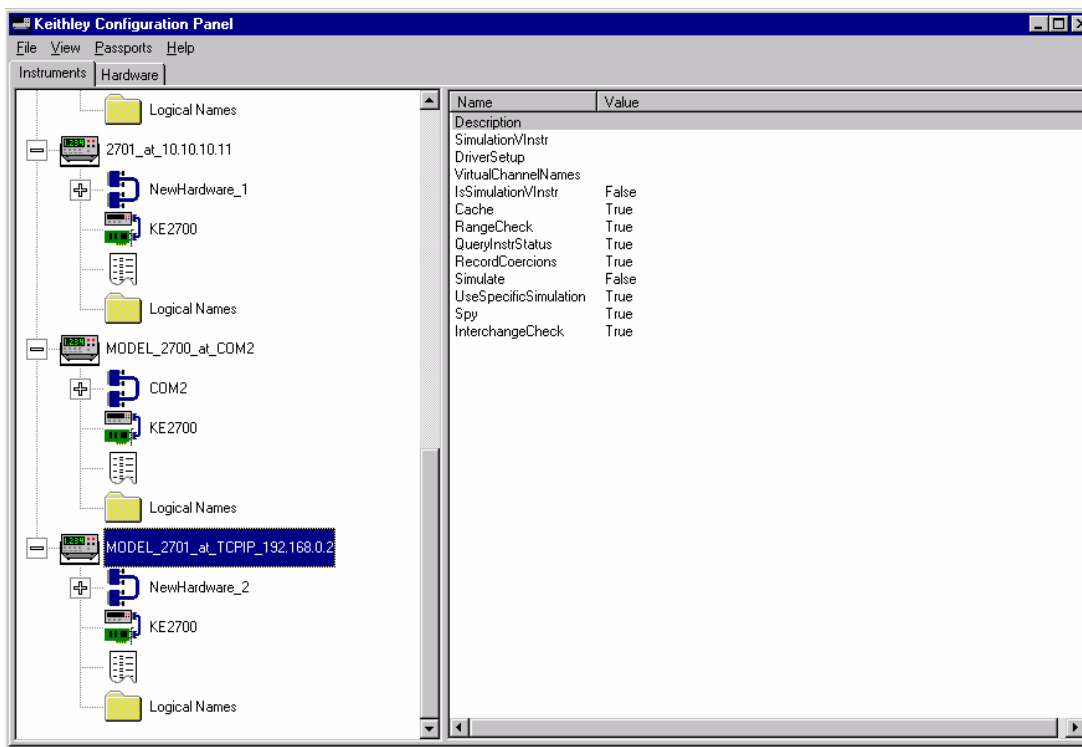 Keithley Configuration Panel
File View Passports Help
Instruments Hardware
Logical Names
2701_at_10.10.10.11
NewHardware_1
KE2700
Logical Names
MODEL_2700_at_COM2
COM2
KE2700
Logical Names
MODEL_2701_at_TCPIP_192.168.0.2
NewHardware_2
KE2700
Logical Names
Name Value
Description
SimulationVInstr
DriverSetup
VirtualChannelNames
IsSimulationVInstr False
Cache True
RangeCheck True
QueryInstrStatus True
RecordCoercions True
Simulate False
UseSpecificSimulation True
Spy True
InterchangeCheck True